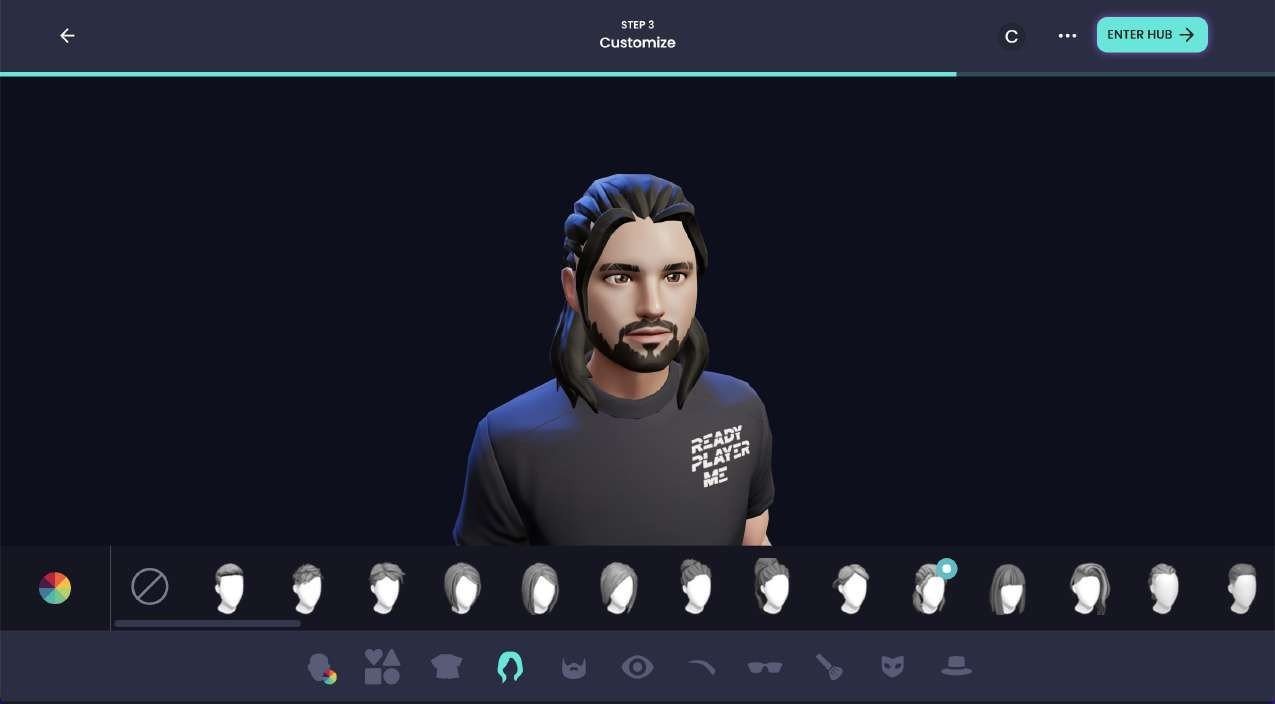 STEP 3
Customize
C
ENTER HUB
READY
PLAYER
ME